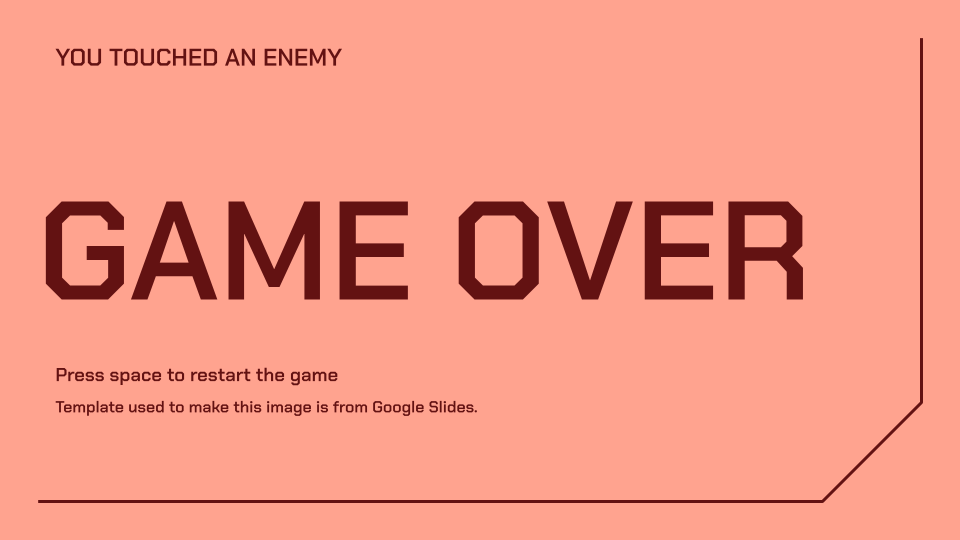 YOU TOUCHED AN ENEMY
GAME OVER
Press space to restart the game
Template used to make this image is from Google Slides.